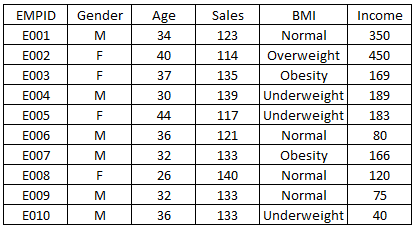 EMPID Gender Age Sales BMI Income
E001 M 34 123 Normal 350
E002 F 40 114 Overweight 450
E003 F 37 135 Obesity 169
E004 M 30 139 Underweight 189
E005 F 44 117 Underweight 183
E006 M 36 121 Normal 80
E007 M 32 133 Obesity 166
E008 F 26 140 Normal 120
E009 M 32 133 Normal 75
E010 M 36 133 Underweight 40